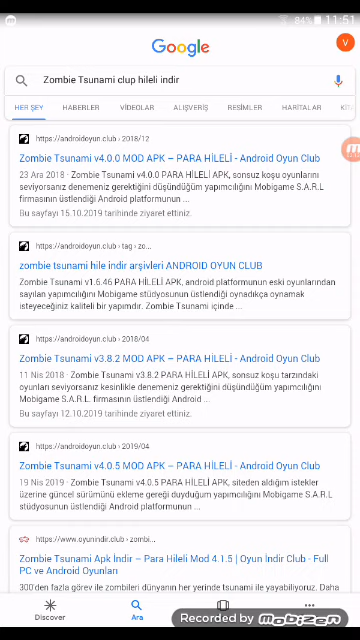 84% 11:51
Google
V
Zombie Tsunami clup hileli indir
HER ŞEY HABERLER VİDEOLAR ALIŞVERİŞ RESİMLER HARİTALAR
https://androidoyun.club › 2018/12
Zombie Tsunami v4.0.0 MOD APK – PARA HİLELİ - Android Oyun Club
23 Ara 2018 · Zombie Tsunami v4.0.0 PARA HİLELİ APK, sonsuz koşu oyunlarını
seviyorsanız denemeniz gerektiğini düşündüğüm yapımcılığını Mobigame S.A.R.L
firmasının üstlendiği Android platformunun ...
Bu sayfayı 15.10.2019 tarihinde ziyaret ettiniz.
https://androidoyun.club › tag › zo...
zombie tsunami hile indir arşivleri ANDROID OYUN CLUB
Zombie Tsunami v1.6.46 PARA HİLELİ APK, android platformunun eski oyunlarından
sayılan yapımcılığını Mobigame stüdyosunun üstlendiği oynadıkça oynamak
isteyeceğiniz kaliteli bir yapımdır. Zombie Tsunami içinde ...
https://androidoyun.club › 2018/04
Zombie Tsunami v3.8.2 MOD APK – PARA HİLELİ - Android Oyun Club
11 Nis 2018 · Zombie Tsunami v3.8.2 PARA HİLELİ APK, sonsuz koşu tarzındaki
oyunları seviyorsanız kesinlikle denemeniz gerektiğini düşündüğüm yapımcılığını
Mobigame S.A.R.L. firmasının üstlendiği Android ...
Bu sayfayı 12.10.2019 tarihinde ziyaret ettiniz.
https://androidoyun.club › 2019/04
Zombie Tsunami v4.0.5 MOD APK – PARA HİLELİ - Android Oyun Club
19 Nis 2019 · Zombie Tsunami v4.0.5 PARA HİLELİ APK, siteden aldığım istekler
üzerine güncel sürümünü ekleme gereği duyduğum yapımcılığını Mobigame S.A.R.L
stüdyosunun üstlendiği Android platformunun ...
https://www.oyunindir.club › zombi...
Zombie Tsunami Apk İndir – Para Hileli Mod 4.1.5 | Oyun İndir Club - Full
PC ve Android Oyunları
300'den fazla görev ile zombileri dünyanın her yerinde tsunami ile yayabiliyoruz. Daha
Discover Ara
Recorded by MOBIZEN